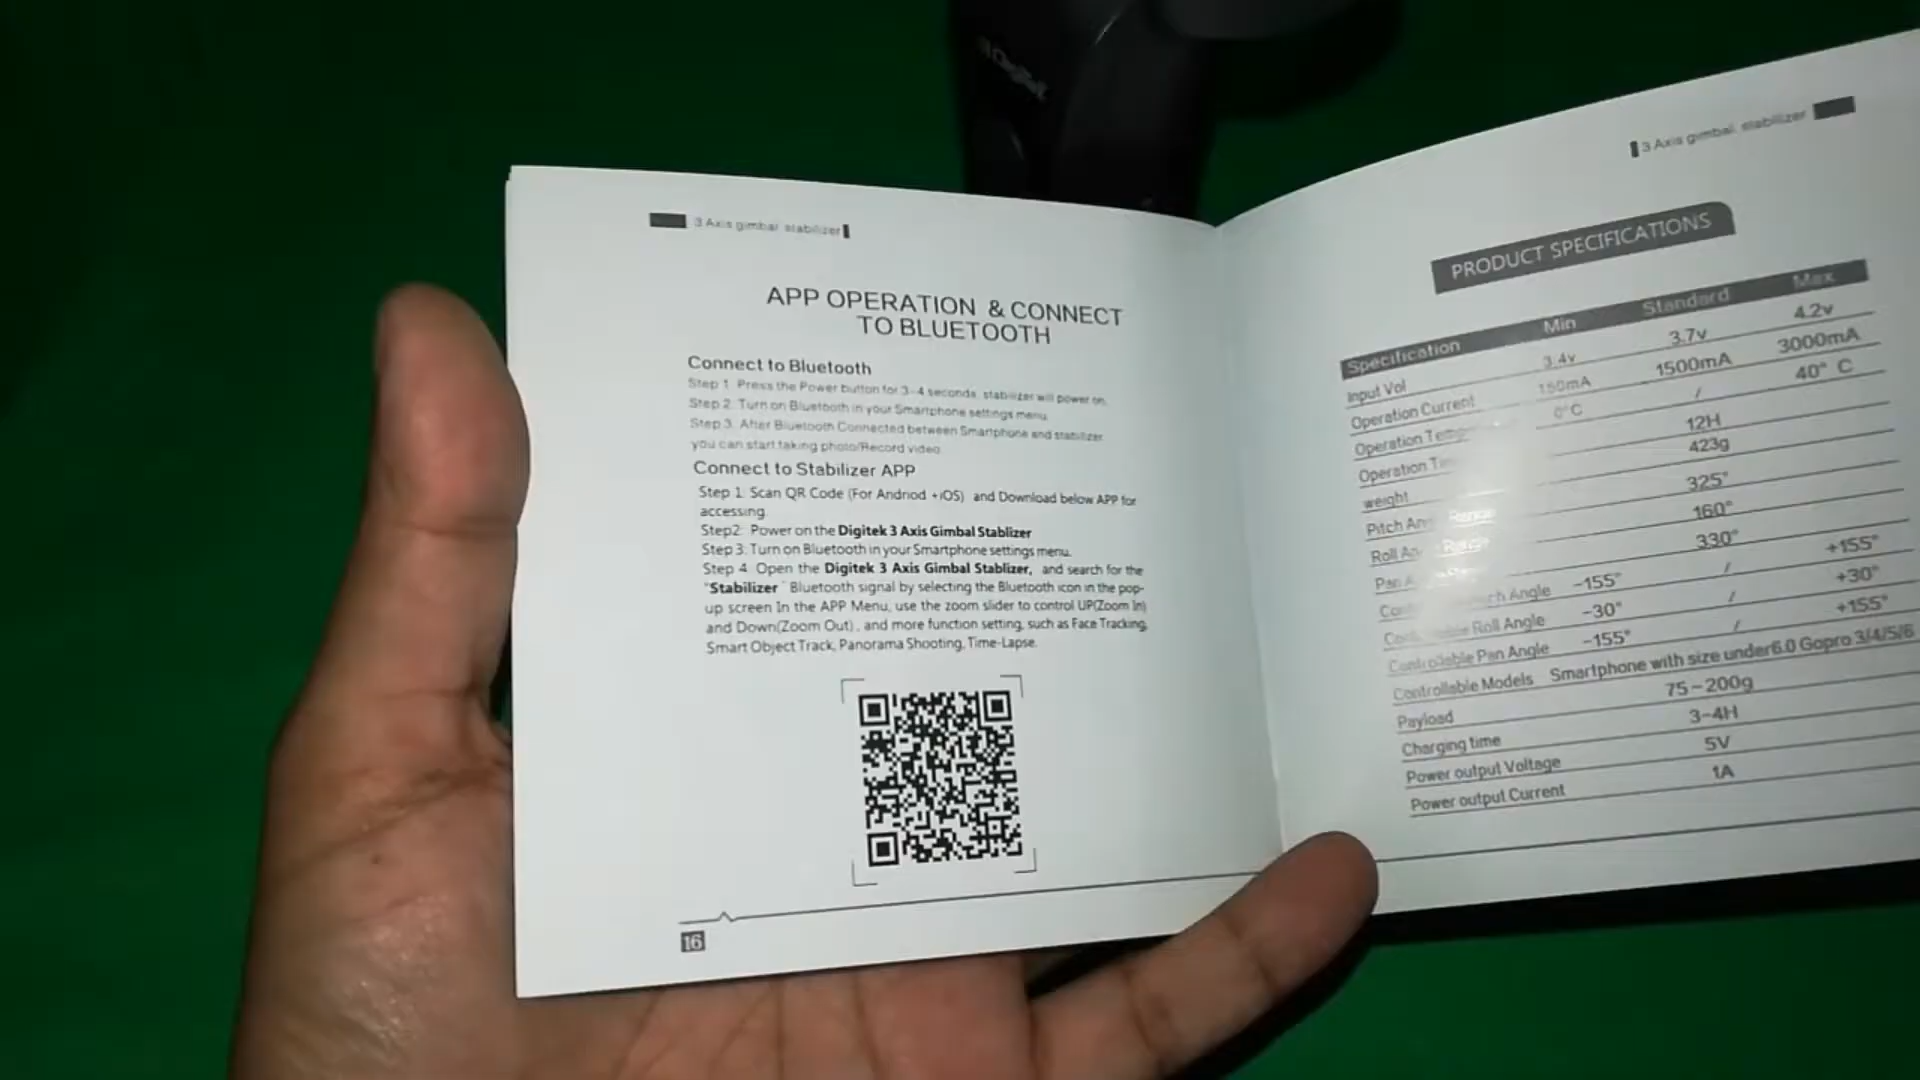 3 Axis gimbal stabilizer
APP OPERATION & CONNECT
TO BLUETOOTH
Connect to Bluetooth
Step 1. Press the Power button for 3-4 seconds, stabilizer will power on.
Step 2. Turn on Bluetooth in your Smartphone settings menu.
Step 3. After Bluetooth Connected between Smartphone and stabilizer
you can start taking photo/Record video
Connect to Stabilizer APP
Step 1. Scan QR Code (For Andriod +iOS) and Download below APP for
accessing.
Step2: Power on the Digitek 3 Axis Gimbal Stablizer
Step 3: Turn on Bluetooth in your Smartphone settings menu.
Step 4. Open the Digitek 3 Axis Gimbal Stablizer, and search for the
"Stabilizer" Bluetooth signal by selecting the Bluetooth icon in the pop-
up screen In the APP Menu, use the zoom slider to control UP(Zoom In)
and Down(Zoom Out), and more function setting, such as Face Tracking,
Smart Object Track, Panorama Shooting, Time-Lapse.
16
3 Axis gimbal stabilizer
PRODUCT SPECIFICATIONS
Specification Min Standard Max
Input Vol 3.4v 3.7v 4.2v
Operation Current 150mA 1500mA 3000mA
Operation 0°C / 40° C
Operation 12H
weight 423g
Pitch Range 325°
Roll Range 160°
Pan 330°
Angle -155° / +155°
Roll Angle -30° / +30°
Controllable Pan Angle -155° / +155°
Controllable Models Smartphone with size under6.0 Gopro 3/4/5/6
Payload 75-200g
Charging time 3-4H
Power output Voltage 5V
Power output Current 1A